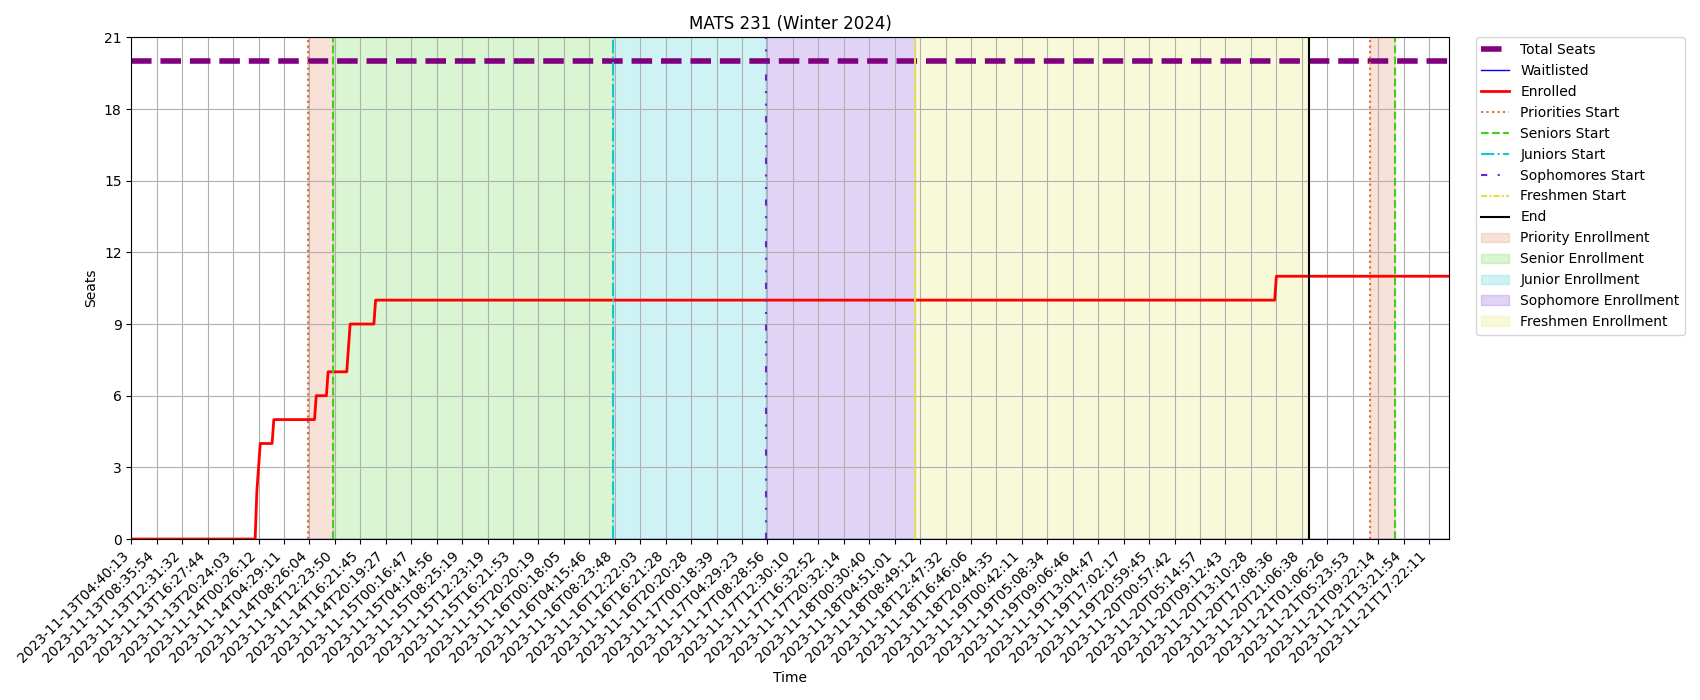 MATS 231 (Winter 2024)
Seats
21
18
15
12
9
6
3
0
2023-11-13T04:40:13
2023-11-13T08:35:54
2023-11-13T12:31:32
2023-11-13T16:27:44
2023-11-13T20:24:03
2023-11-14T00:26:12
2023-11-14T04:29:11
2023-11-14T08:26:04
2023-11-14T12:23:50
2023-11-14T16:21:45
2023-11-14T20:19:27
2023-11-15T00:16:47
2023-11-15T04:14:56
2023-11-15T08:25:19
2023-11-15T12:23:19
2023-11-15T16:21:53
2023-11-15T20:20:19
2023-11-16T00:18:05
2023-11-16T04:15:46
2023-11-16T08:23:48
2023-11-16T12:22:03
2023-11-16T16:21:28
2023-11-16T20:20:28
2023-11-17T00:18:39
2023-11-17T04:29:23
2023-11-17T08:28:56
2023-11-17T12:30:10
2023-11-17T16:32:52
2023-11-17T20:32:14
2023-11-18T00:30:40
2023-11-18T04:51:01
2023-11-18T08:49:12
2023-11-18T12:47:32
2023-11-18T16:46:06
2023-11-18T20:44:35
2023-11-19T00:42:11
2023-11-19T05:08:34
2023-11-19T09:06:46
2023-11-19T13:04:47
2023-11-19T17:02:17
2023-11-19T20:59:45
2023-11-20T00:57:42
2023-11-20T05:14:57
2023-11-20T09:12:43
2023-11-20T13:10:28
2023-11-20T17:08:36
2023-11-20T21:06:38
2023-11-21T01:06:26
2023-11-21T05:23:53
2023-11-21T09:22:14
2023-11-21T13:21:54
2023-11-21T17:22:11
Time
Total Seats
Waitlisted
Enrolled
Priorities Start
Seniors Start
Juniors Start
Sophomores Start
Freshmen Start
End
Priority Enrollment
Senior Enrollment
Junior Enrollment
Sophomore Enrollment
Freshmen Enrollment